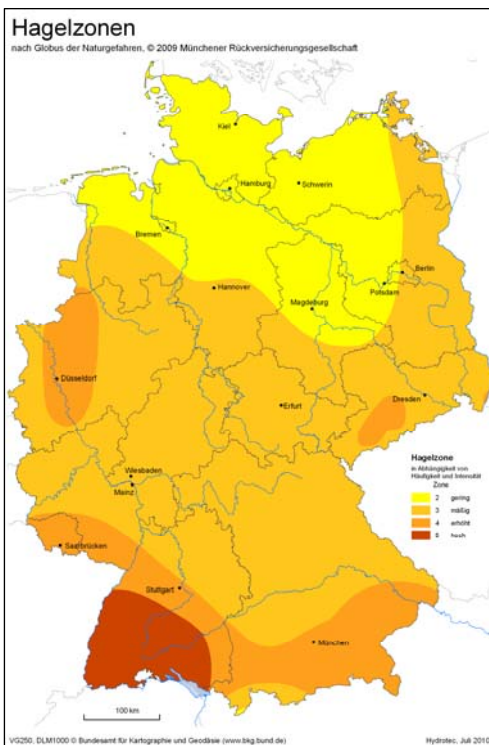 Hagelzonen
nach Globus der Naturgefahren, © 2009 Münchener Rückversicherungsgesellschaft
Kiel
Hamburg
Schwerin
Bremen
Berlin
Potsdam
Hannover
Magdeburg
Düsseldorf
Dresden
Erfurt
Wiesbaden
Mainz
Saarbrücken
Stuttgart
München
Hagelzone
in Abhängigkeit von
Häufigkeit und Intensität
Zone
2 gering
3 mäßig
4 erhöht
5 hoch
100 km
VG250, DLM1000 © Bundesamt für Kartographie und Geodäsie (www.bkg.bund.de)
Hydrotec, Juli 2010